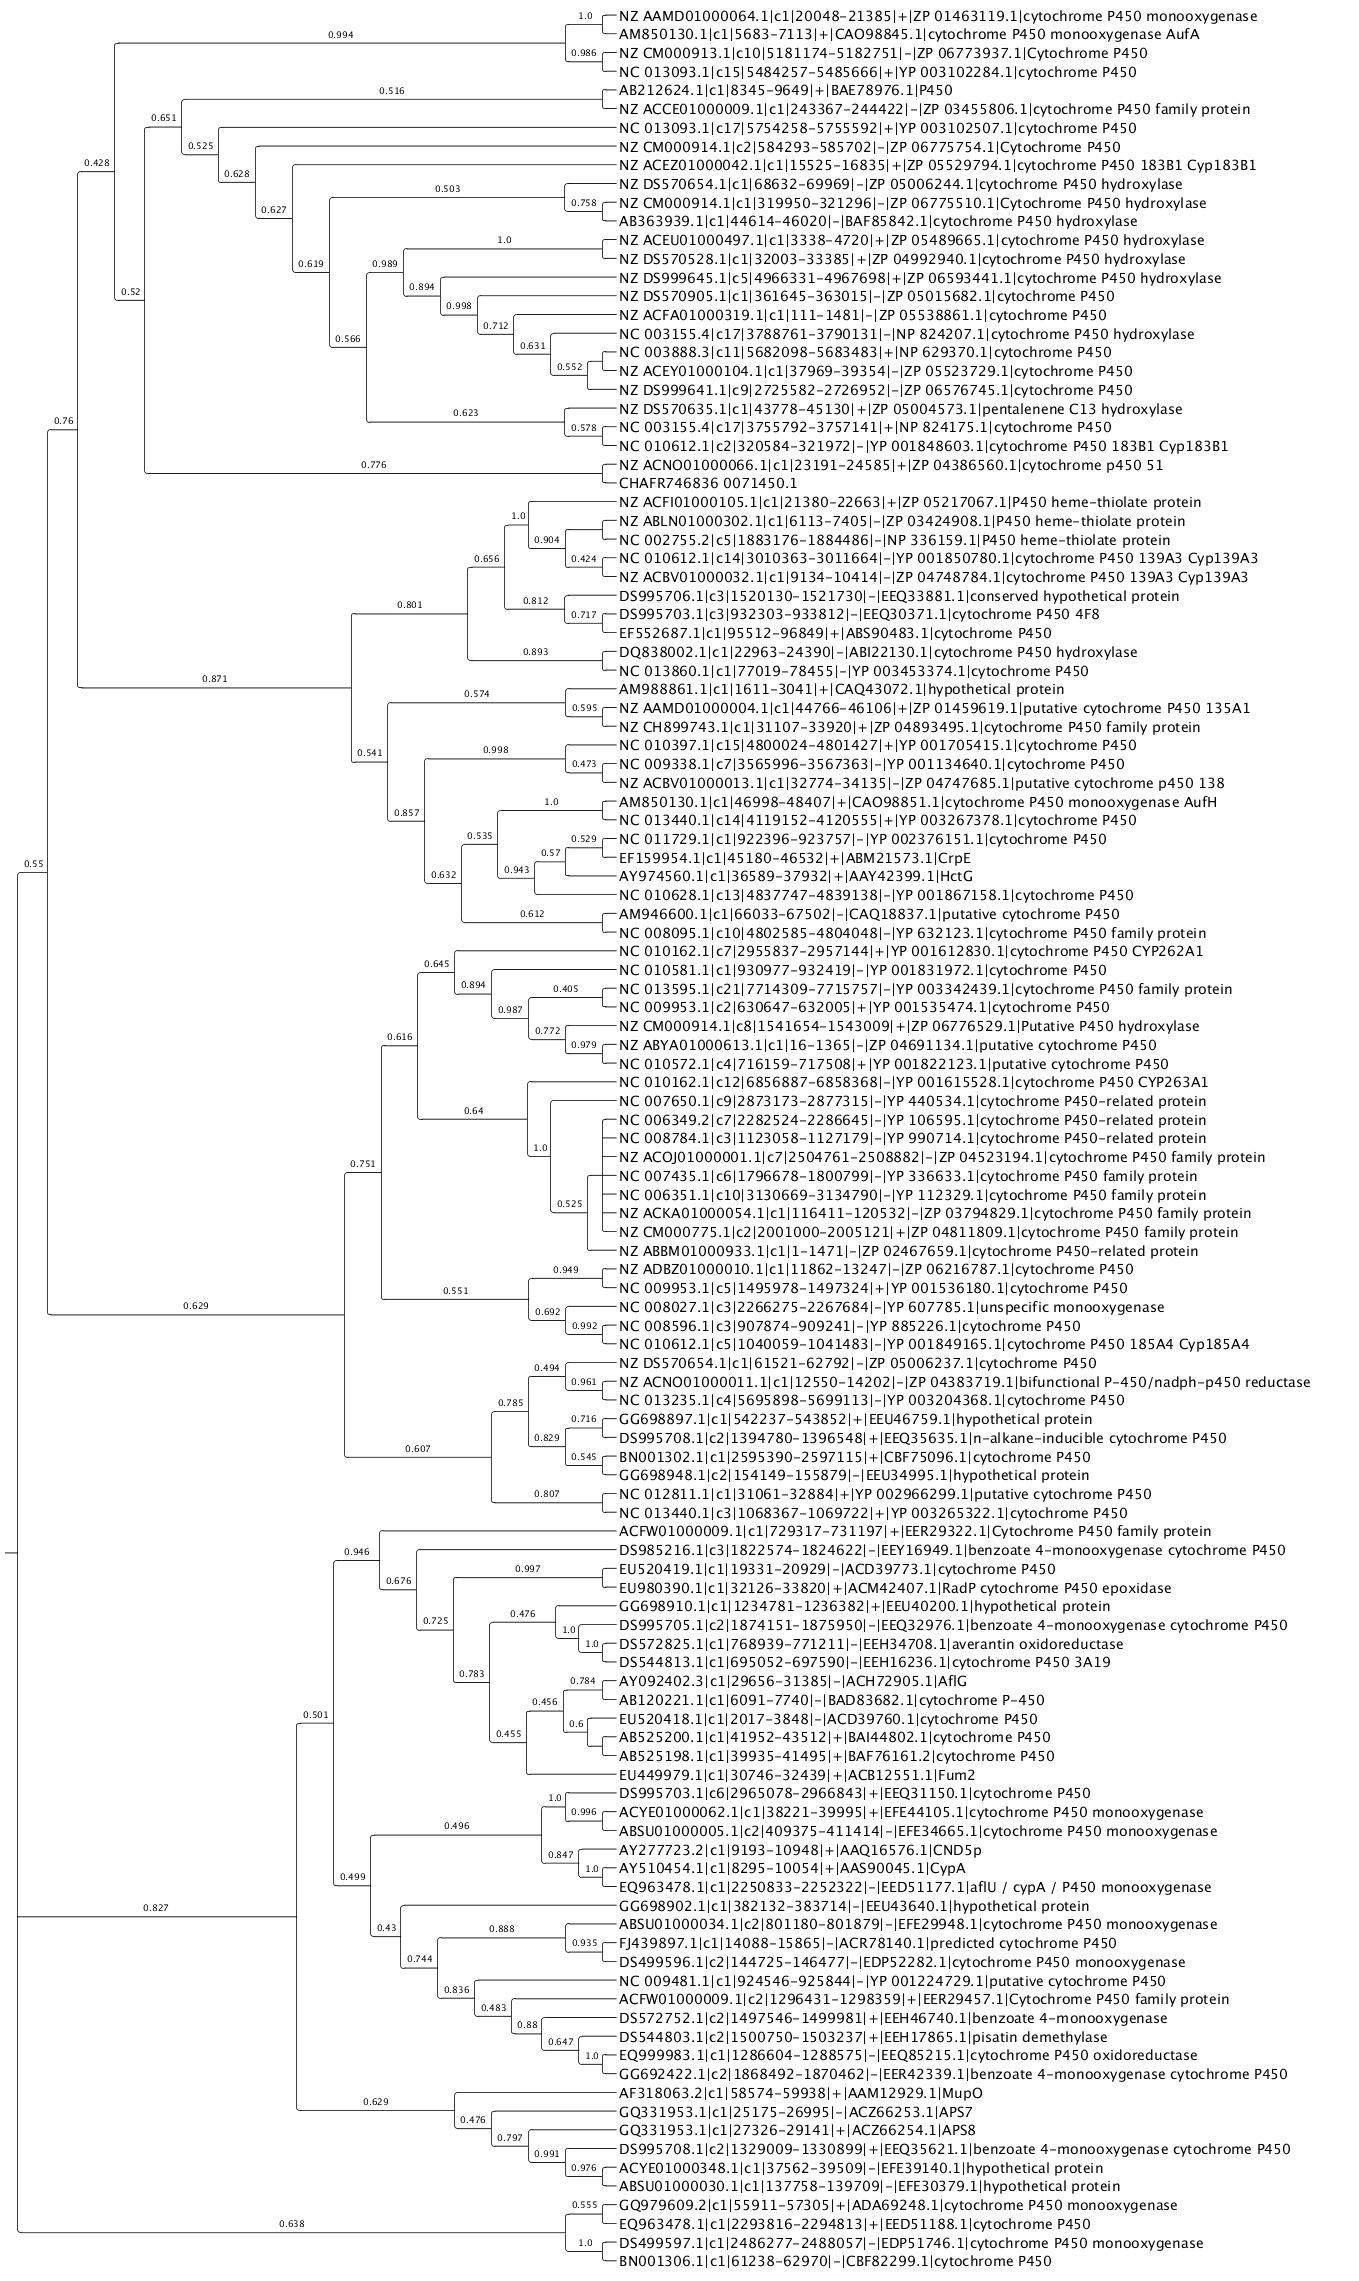 1.0
NZ AAMD01000064.1|c1|20048-21385|+|ZP 01463119.1|cytochrome P450 monooxygenase
AM850130.1|c1|5683-7113|+|CAO98845.1|cytochrome P450 monooxygenase AufA
0.994
0.986
NZ CM000913.1|c10|5181174-5182751|-|ZP 06773937.1|Cytochrome P450
NC 013093.1|c15|5484257-5485666|+|YP 003102284.1|cytochrome P450
AB212624.1|c1|8345-9649|+|BAE78976.1|P450
0.516
NZ ACCE01000009.1|c1|243367-244422|-|ZP 03455806.1|cytochrome P450 family protein
0.651
NC 013093.1|c17|5754258-5755592|+|YP 003102507.1|cytochrome P450
0.525
NZ CM000914.1|c2|584293-585702|-|ZP 06775754.1|Cytochrome P450
0.428
NZ ACEZ01000042.1|c1|15525-16835|+|ZP 05529794.1|cytochrome P450 183B1 Cyp183B1
0.628
NZ DS570654.1|c1|68632-69969|-|ZP 05006244.1|cytochrome P450 hydroxylase
0.503
0.758
NZ CM000914.1|c1|319950-321296|-|ZP 06775510.1|Cytochrome P450 hydroxylase
0.627
AB363939.1|c1|44614-46020|-|BAF85842.1|cytochrome P450 hydroxylase
1.0
NZ ACEU01000497.1|c1|3338-4720|+|ZP 05489665.1|cytochrome P450 hydroxylase
NZ DS570528.1|c1|32003-33385|+|ZP 04992940.1|cytochrome P450 hydroxylase
0.619
0.989
NZ DS999645.1|c5|4966331-4967698|+|ZP 06593441.1|cytochrome P450 hydroxylase
0.894
0.52
NZ DS570905.1|c1|361645-363015|-|ZP 05015682.1|cytochrome P450
0.998
NZ ACFA01000319.1|c1|111-1481|-|ZP 05538861.1|cytochrome P450
0.712
NC 003155.4|c17|3788761-3790131|-|NP 824207.1|cytochrome P450 hydroxylase
0.566
0.631
NC 003888.3|c11|5682098-5683483|+|NP 629370.1|cytochrome P450
0.552
NZ ACEY01000104.1|c1|37969-39354|-|ZP 05523729.1|cytochrome P450
NZ DS999641.1|c9|2725582-2726952|-|ZP 06576745.1|cytochrome P450
NZ DS570635.1|c1|43778-45130|+|ZP 05004573.1|pentalenene C13 hydroxylase
0.623
0.76
0.578
NC 003155.4|c17|3755792-3757141|+|NP 824175.1|cytochrome P450
NC 010612.1|c2|320584-321972|-|YP 001848603.1|cytochrome P450 183B1 Cyp183B1
0.776
NZ ACNO01000066.1|c1|23191-24585|+|ZP 04386560.1|cytochrome p450 51
CHAFR746836 0071450.1
NZ ACFI01000105.1|c1|21380-22663|+|ZP 05217067.1|P450 heme-thiolate protein
1.0
NZ ABLN01000302.1|c1|6113-7405|-|ZP 03424908.1|P450 heme-thiolate protein
0.904
NC 002755.2|c5|1883176-1884486|-|NP 336159.1|P450 heme-thiolate protein
0.656
0.424
NC 010612.1|c14|3010363-3011664|-|YP 001850780.1|cytochrome P450 139A3 Cyp139A3
NZ ACBV01000032.1|c1|9134-10414|-|ZP 04748784.1|cytochrome P450 139A3 Cyp139A3
DS995706.1|c3|1520130-1521730|-|EEQ33881.1|conserved hypothetical protein
0.801
0.812
0.717
DS995703.1|c3|932303-933812|-|EEQ30371.1|cytochrome P450 4F8
EF552687.1|c1|95512-96849|+|ABS90483.1|cytochrome P450
0.893
DQ838002.1|c1|22963-24390|-|ABI22130.1|cytochrome P450 hydroxylase
NC 013860.1|c1|77019-78455|-|YP 003453374.1|cytochrome P450
0.871
AM988861.1|c1|1611-3041|+|CAQ43072.1|hypothetical protein
0.574
0.595
NZ AAMD01000004.1|c1|44766-46106|+|ZP 01459619.1|putative cytochrome P450 135A1
NZ CH899743.1|c1|31107-33920|+|ZP 04893495.1|cytochrome P450 family protein
NC 010397.1|c15|4800024-4801427|+|YP 001705415.1|cytochrome P450
0.541
0.998
0.473
NC 009338.1|c7|3565996-3567363|-|YP 001134640.1|cytochrome P450
NZ ACBV01000013.1|c1|32774-34135|-|ZP 04747685.1|putative cytochrome p450 138
1.0
AM850130.1|c1|46998-48407|+|CAO98851.1|cytochrome P450 monooxygenase AufH
0.857
NC 013440.1|c14|4119152-4120555|+|YP 003267378.1|cytochrome P450
0.535
0.529
NC 011729.1|c1|922396-923757|-|YP 002376151.1|cytochrome P450
0.57
EF159954.1|c1|45180-46532|+|ABM21573.1|CrpE
0.55
0.943
AY974560.1|c1|36589-37932|+|AAY42399.1|HctG
0.632
NC 010628.1|c13|4837747-4839138|-|YP 001867158.1|cytochrome P450
0.612
AM946600.1|c1|66033-67502|-|CAQ18837.1|putative cytochrome P450
NC 008095.1|c10|4802585-4804048|-|YP 632123.1|cytochrome P450 family protein
NC 010162.1|c7|2955837-2957144|+|YP 001612830.1|cytochrome P450 CYP262A1
0.645
NC 010581.1|c1|930977-932419|-|YP 001831972.1|cytochrome P450
0.894
0.405
NC 013595.1|c21|7714309-7715757|-|YP 003342439.1|cytochrome P450 family protein
0.987
NC 009953.1|c2|630647-632005|+|YP 001535474.1|cytochrome P450
NZ CM000914.1|c8|1541654-1543009|+|ZP 06776529.1|Putative P450 hydroxylase
0.616
0.772
0.979
NZ ABYA01000613.1|c1|16-1365|-|ZP 04691134.1|putative cytochrome P450
NC 010572.1|c4|716159-717508|+|YP 001822123.1|putative cytochrome P450
NC 010162.1|c12|6856887-6858368|-|YP 001615528.1|cytochrome P450 CYP263A1
NC 007650.1|c9|2873173-2877315|-|YP 440534.1|cytochrome P450-related protein
0.64
NC 006349.2|c7|2282524-2286645|-|YP 106595.1|cytochrome P450-related protein
NC 008784.1|c3|1123058-1127179|-|YP 990714.1|cytochrome P450-related protein
1.0
NZ ACOJ01000001.1|c7|2504761-2508882|-|ZP 04523194.1|cytochrome P450 family protein
0.751
NC 007435.1|c6|1796678-1800799|-|YP 336633.1|cytochrome P450 family protein
NC 006351.1|c10|3130669-3134790|-|YP 112329.1|cytochrome P450 family protein
0.525
NZ ACKA01000054.1|c1|116411-120532|-|ZP 03794829.1|cytochrome P450 family protein
NZ CM000775.1|c2|2001000-2005121|+|ZP 04811809.1|cytochrome P450 family protein
NZ ABBM01000933.1|c1|1-1471|-|ZP 02467659.1|cytochrome P450-related protein
0.949
NZ ADBZ01000010.1|c1|11862-13247|-|ZP 06216787.1|cytochrome P450
NC 009953.1|c5|1495978-1497324|+|YP 001536180.1|cytochrome P450
0.551
0.629
NC 008027.1|c3|2266275-2267684|-|YP 607785.1|unspecific monooxygenase
0.692
0.992
NC 008596.1|c3|907874-909241|-|YP 885226.1|cytochrome P450
NC 010612.1|c5|1040059-1041483|-|YP 001849165.1|cytochrome P450 185A4 Cyp185A4
NZ DS570654.1|c1|61521-62792|-|ZP 05006237.1|cytochrome P450
0.494
0.961
NZ ACNO01000011.1|c1|12550-14202|-|ZP 04383719.1|bifunctional P-450/nadph-p450 reductase
NC 013235.1|c4|5695898-5699113|-|YP 003204368.1|cytochrome P450
0.785
0.716
GG698897.1|c1|542237-543852|+|EEU46759.1|hypothetical protein
0.829
DS995708.1|c2|1394780-1396548|+|EEQ35635.1|n-alkane-inducible cytochrome P450
0.607
0.545
BN001302.1|c1|2595390-2597115|+|CBF75096.1|cytochrome P450
GG698948.1|c2|154149-155879|-|EEU34995.1|hypothetical protein
0.807
NC 012811.1|c1|31061-32884|+|YP 002966299.1|putative cytochrome P450
NC 013440.1|c3|1068367-1069722|+|YP 003265322.1|cytochrome P450
ACFW01000009.1|c1|729317-731197|+|EER29322.1|Cytochrome P450 family protein
0.946
DS985216.1|c3|1822574-1824622|-|EEY16949.1|benzoate 4-monooxygenase cytochrome P450
0.997
EU520419.1|c1|19331-20929|-|ACD39773.1|cytochrome P450
0.676
EU980390.1|c1|32126-33820|+|ACM42407.1|RadP cytochrome P450 epoxidase
GG698910.1|c1|1234781-1236382|+|EEU40200.1|hypothetical protein
0.725
0.476
DS995705.1|c2|1874151-1875950|-|EEQ32976.1|benzoate 4-monooxygenase cytochrome P450
1.0
1.0
DS572825.1|c1|768939-771211|-|EEH34708.1|averantin oxidoreductase
DS544813.1|c1|695052-697590|-|EEH16236.1|cytochrome P450 3A19
0.783
0.784
AY092402.3|c1|29656-31385|-|ACH72905.1|AflG
AB120221.1|c1|6091-7740|-|BAD83682.1|cytochrome P-450
0.456
0.501
EU520418.1|c1|2017-3848|-|ACD39760.1|cytochrome P450
0.6
0.455
AB525200.1|c1|41952-43512|+|BAI44802.1|cytochrome P450
AB525198.1|c1|39935-41495|+|BAF76161.2|cytochrome P450
EU449979.1|c1|30746-32439|+|ACB12551.1|Fum2
DS995703.1|c6|2965078-2966843|+|EEQ31150.1|cytochrome P450
1.0
0.996
ACYE01000062.1|c1|38221-39995|+|EFE44105.1|cytochrome P450 monooxygenase
0.496
ABSU01000005.1|c2|409375-411414|-|EFE34665.1|cytochrome P450 monooxygenase
AY277723.2|c1|9193-10948|+|AAQ16576.1|CND5p
0.847
1.0
AY510454.1|c1|8295-10054|+|AAS90045.1|CypA
0.499
EQ963478.1|c1|2250833-2252322|-|EED51177.1|aflU / cypA / P450 monooxygenase
0.827
GG698902.1|c1|382132-383714|-|EEU43640.1|hypothetical protein
0.43
0.888
ABSU01000034.1|c2|801180-801879|-|EFE29948.1|cytochrome P450 monooxygenase
0.935
FJ439897.1|c1|14088-15865|-|ACR78140.1|predicted cytochrome P450
0.744
DS499596.1|c2|144725-146477|-|EDP52282.1|cytochrome P450 monooxygenase
NC 009481.1|c1|924546-925844|-|YP 001224729.1|putative cytochrome P450
0.836
ACFW01000009.1|c2|1296431-1298359|+|EER29457.1|Cytochrome P450 family protein
0.483
DS572752.1|c2|1497546-1499981|+|EEH46740.1|benzoate 4-monooxygenase
0.88
DS544803.1|c2|1500750-1503237|+|EEH17865.1|pisatin demethylase
0.647
1.0
EQ999983.1|c1|1286604-1288575|-|EEQ85215.1|cytochrome P450 oxidoreductase
GG692422.1|c2|1868492-1870462|-|EER42339.1|benzoate 4-monooxygenase cytochrome P450
AF318063.2|c1|58574-59938|+|AAM12929.1|MupO
0.629
GQ331953.1|c1|25175-26995|-|ACZ66253.1|APS7
0.476
GQ331953.1|c1|27326-29141|+|ACZ66254.1|APS8
0.797
DS995708.1|c2|1329009-1330899|+|EEQ35621.1|benzoate 4-monooxygenase cytochrome P450
0.991
0.976
ACYE01000348.1|c1|37562-39509|-|EFE39140.1|hypothetical protein
ABSU01000030.1|c1|137758-139709|-|EFE30379.1|hypothetical protein
0.555
GQ979609.2|c1|55911-57305|+|ADA69248.1|cytochrome P450 monooxygenase
0.638
EQ963478.1|c1|2293816-2294813|+|EED51188.1|cytochrome P450
1.0
DS499597.1|c1|2486277-2488057|-|EDP51746.1|cytochrome P450 monooxygenase
BN001306.1|c1|61238-62970|-|CBF82299.1|cytochrome P450